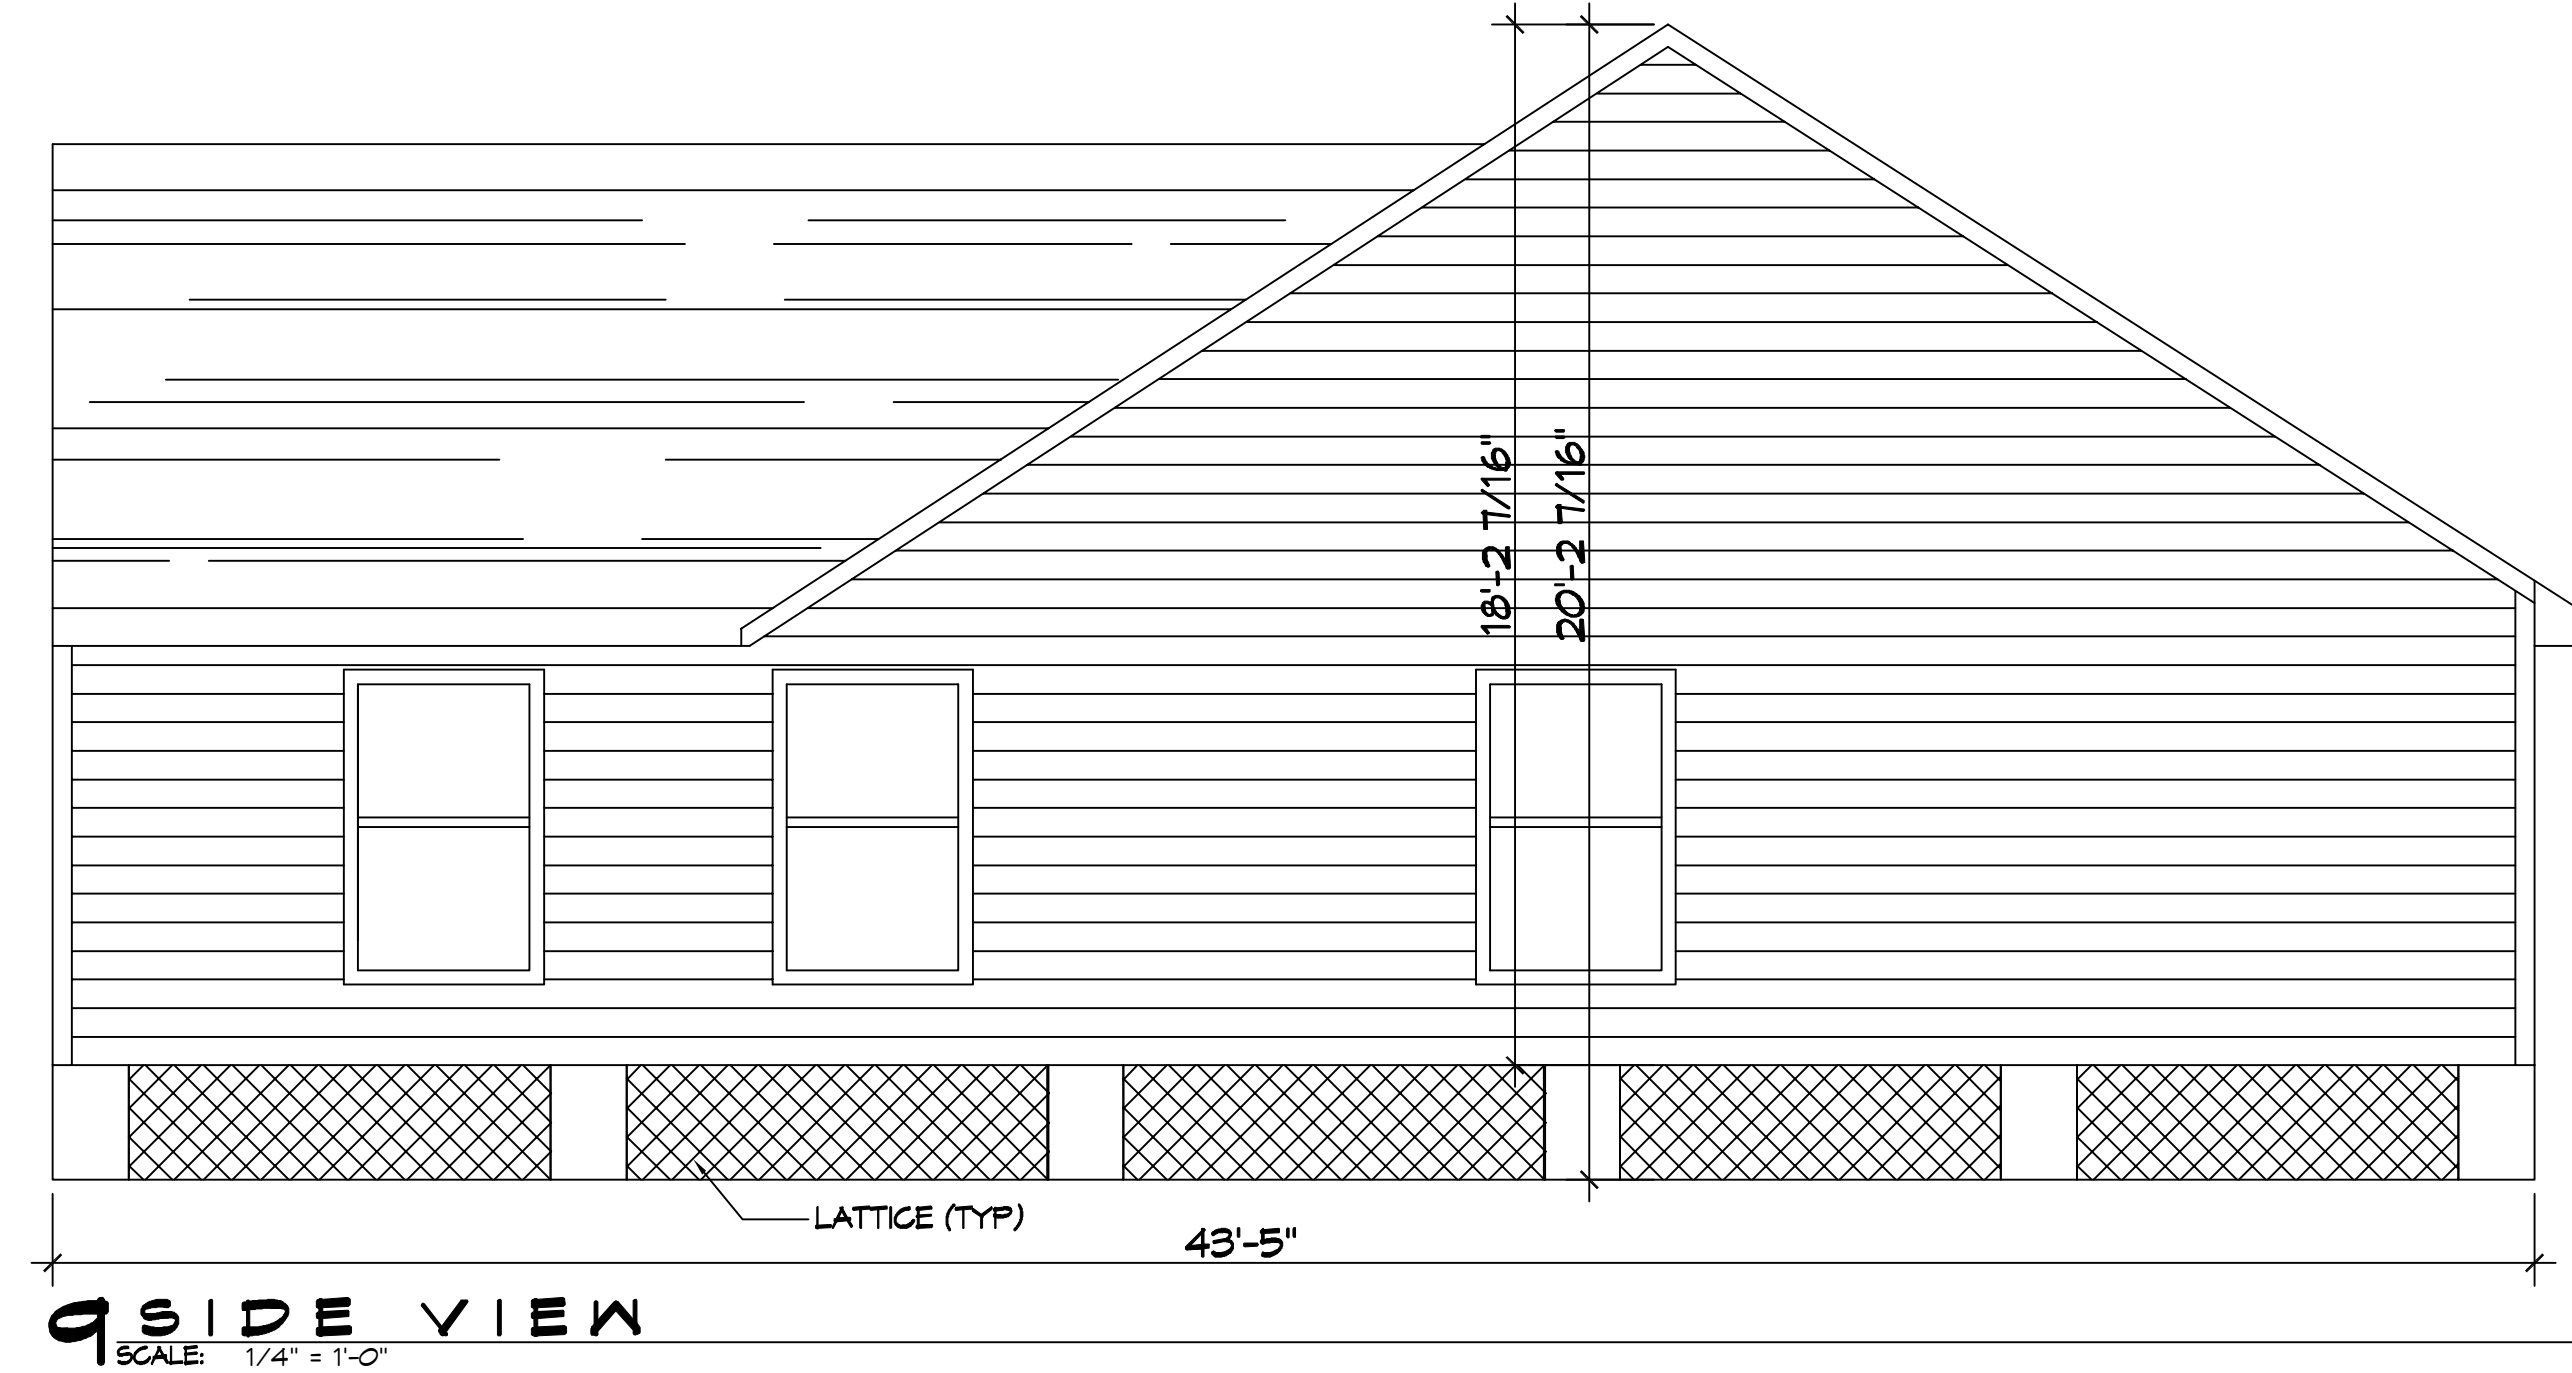 18'-2 7/16"
20'-2 7/16"
LATTICE (TYP)
43'-5"
9 SIDE VIEW
SCALE: 1/4" = 1'-0"